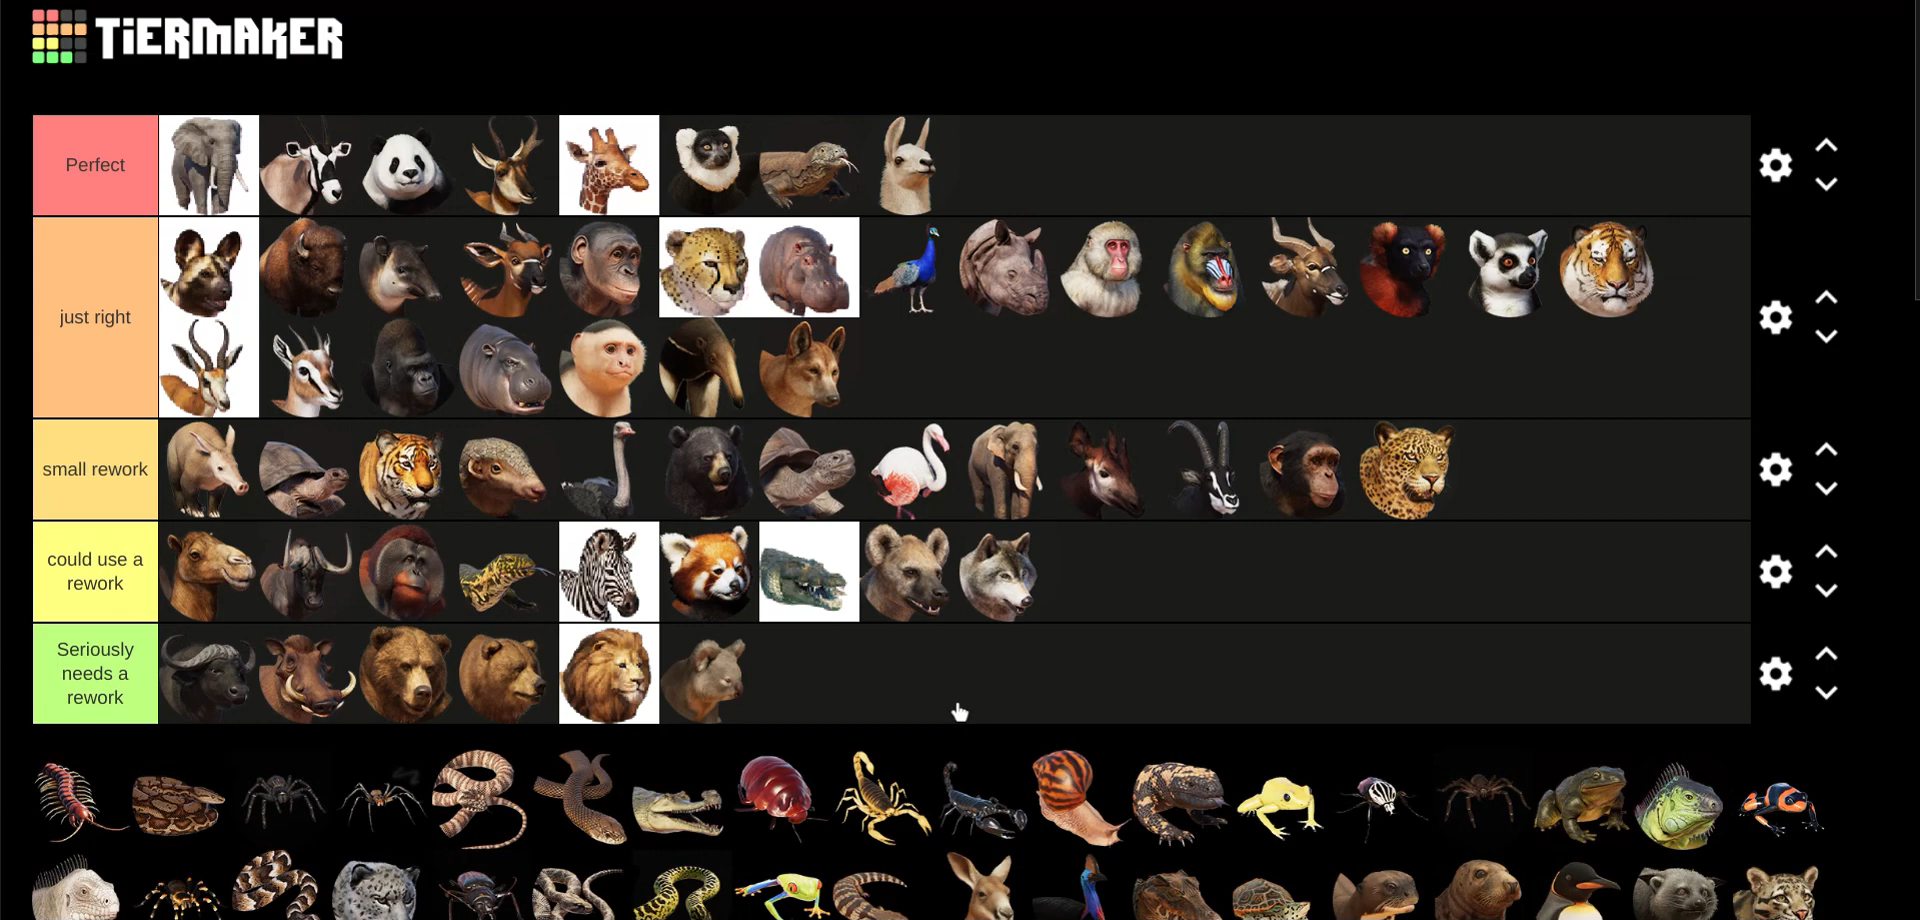 TiERMAKER
Perfect
just right
small rework
could use a
rework
Seriously
needs a
rework